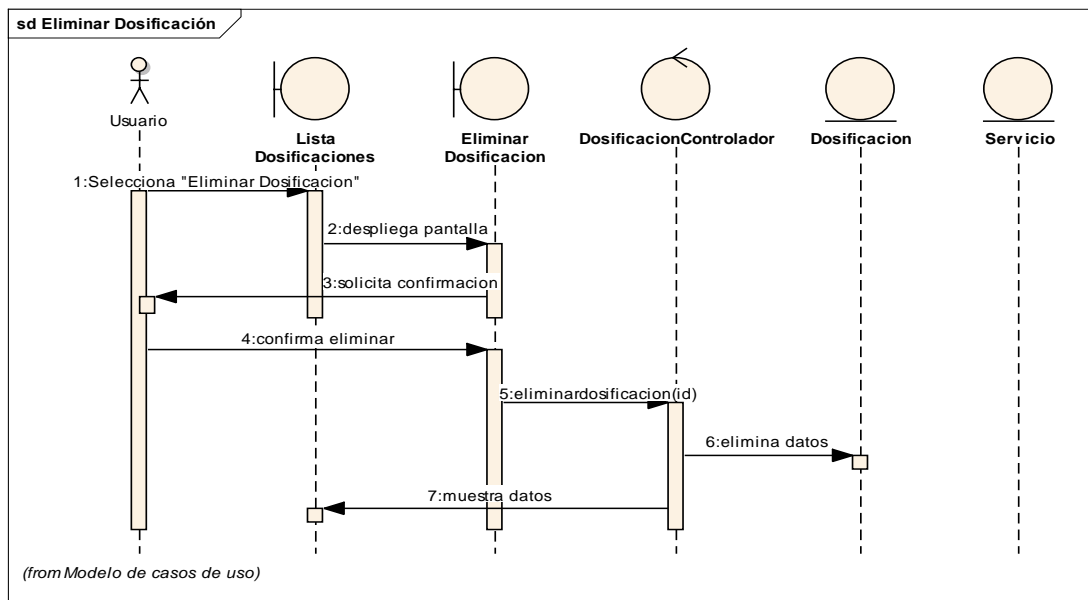 sd Eliminar Dosificación
Usuario
Lista
Dosificaciones
Eliminar
Dosificacion
DosificacionControlador
Dosificacion
Servicio
1:Selecciona "Eliminar Dosificacion"
2:despliega pantalla
3:solicita confirmacion
4:confirma eliminar
5:eliminardosificacion(id)
6:elimina datos
7:muestra datos
(from Modelo de casos de uso)